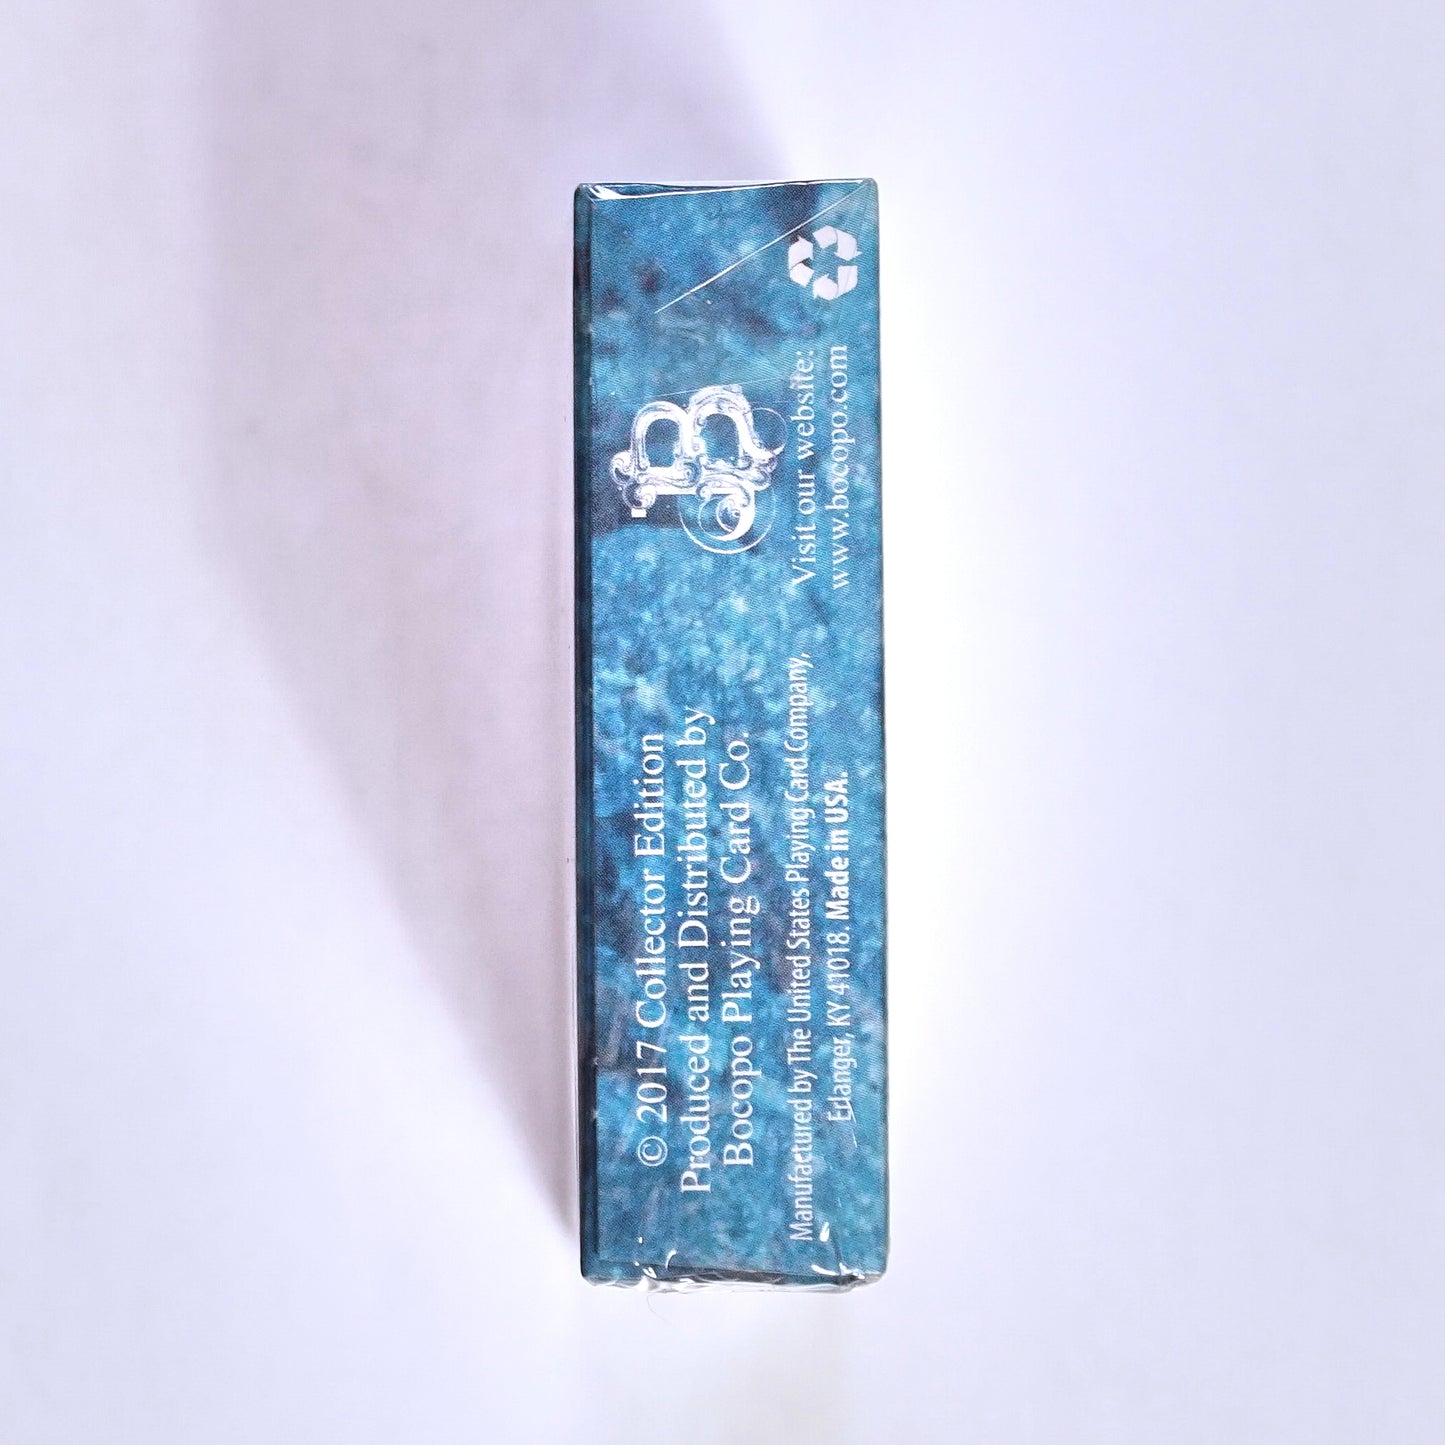 © 2017 Collector Edition
Produced and Distributed by
Bocopo Playing Card Co.
Manufactured by The United States Playing Card Company,
Erlanger, KY 41018. Made in USA.
Visit our website:
www.bocopo.com